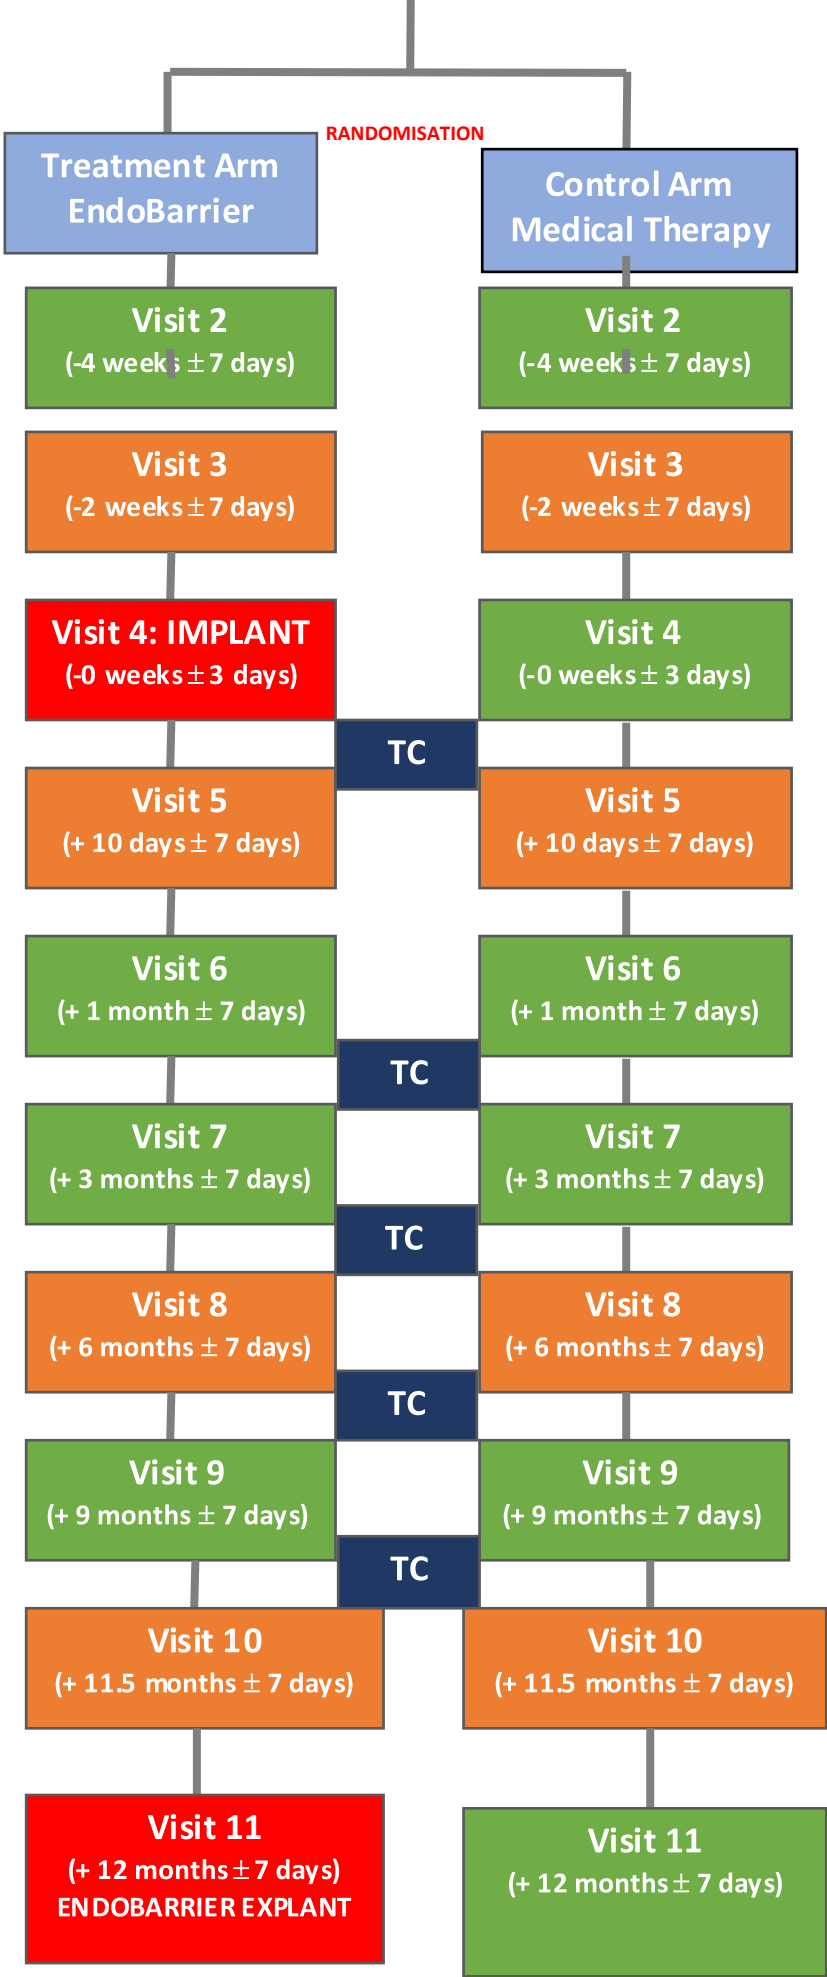 RANDOMISATION
Treatment Arm
EndoBarrier
Control Arm
Medical Therapy
Visit 2
(-4 weeks ± 7 days)
Visit 2
(-4 weeks ± 7 days)
Visit 3
(-2 weeks ± 7 days)
Visit 3
(-2 weeks ± 7 days)
Visit 4: IMPLANT
(-0 weeks ± 3 days)
Visit 4
(-0 weeks ± 3 days)
TC
Visit 5
(+ 10 days ± 7 days)
Visit 5
(+ 10 days ± 7 days)
Visit 6
(+ 1 month ± 7 days)
Visit 6
(+ 1 month ± 7 days)
TC
Visit 7
(+ 3 months ± 7 days)
Visit 7
(+ 3 months ± 7 days)
TC
Visit 8
(+ 6 months ± 7 days)
Visit 8
(+ 6 months ± 7 days)
TC
Visit 9
(+ 9 months ± 7 days)
Visit 9
(+ 9 months ± 7 days)
TC
Visit 10
(+ 11.5 months ± 7 days)
Visit 10
(+ 11.5 months ± 7 days)
Visit 11
(+ 12 months ± 7 days)
ENDOBARRIER EXPLANT
Visit 11
(+ 12 months ± 7 days)